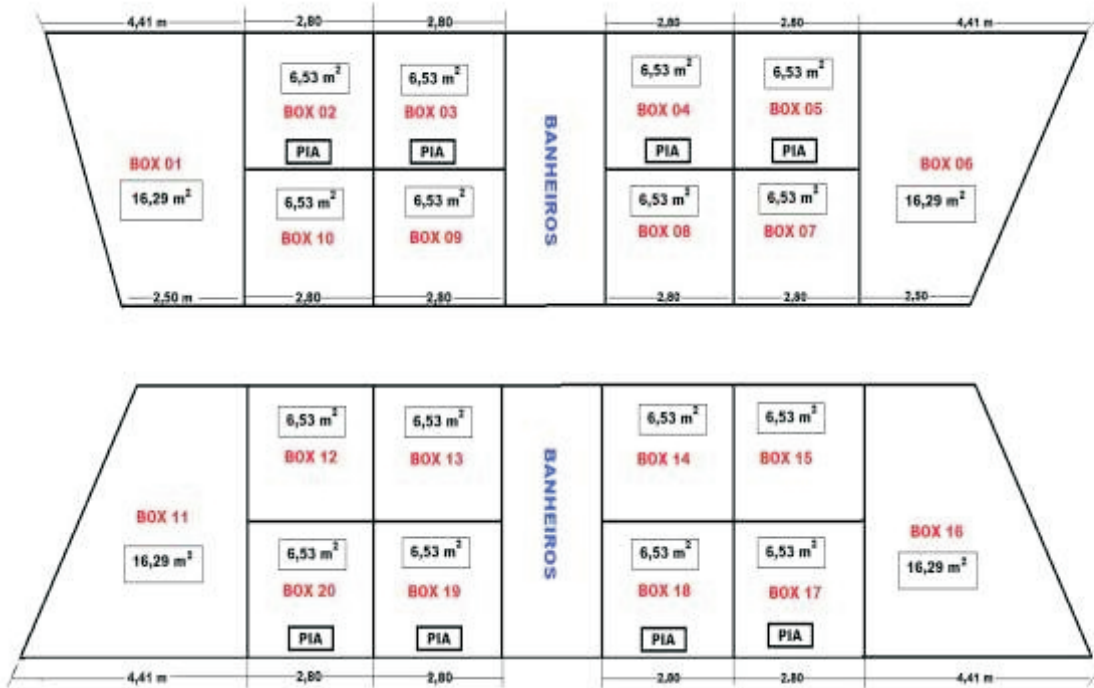 4,41 m 2,80 2,80 2,80 2,80 4,41 m
6,53 m² 6,53 m² 6,53 m² 6,53 m²
BOX 02 BOX 03 BOX 04 BOX 05
PIA PIA PIA PIA
BOX 01 BOX 06
16,29 m² 16,29 m²
BANHEIROS
6,53 m² 6,53 m² 6,53 m² 6,53 m²
BOX 10 BOX 09 BOX 08 BOX 07
2,50 m 2,80 2,80 2,80 2,80 2,50
6,53 m² 6,53 m² 6,53 m² 6,53 m²
BOX 12 BOX 13 BOX 14 BOX 15
BANHEIROS
BOX 11 BOX 16
16,29 m² 16,29 m²
6,53 m² 6,53 m² 6,53 m² 6,53 m²
BOX 20 BOX 19 BOX 18 BOX 17
PIA PIA PIA PIA
4,41 m 2,80 2,80 2,80 4,41 m